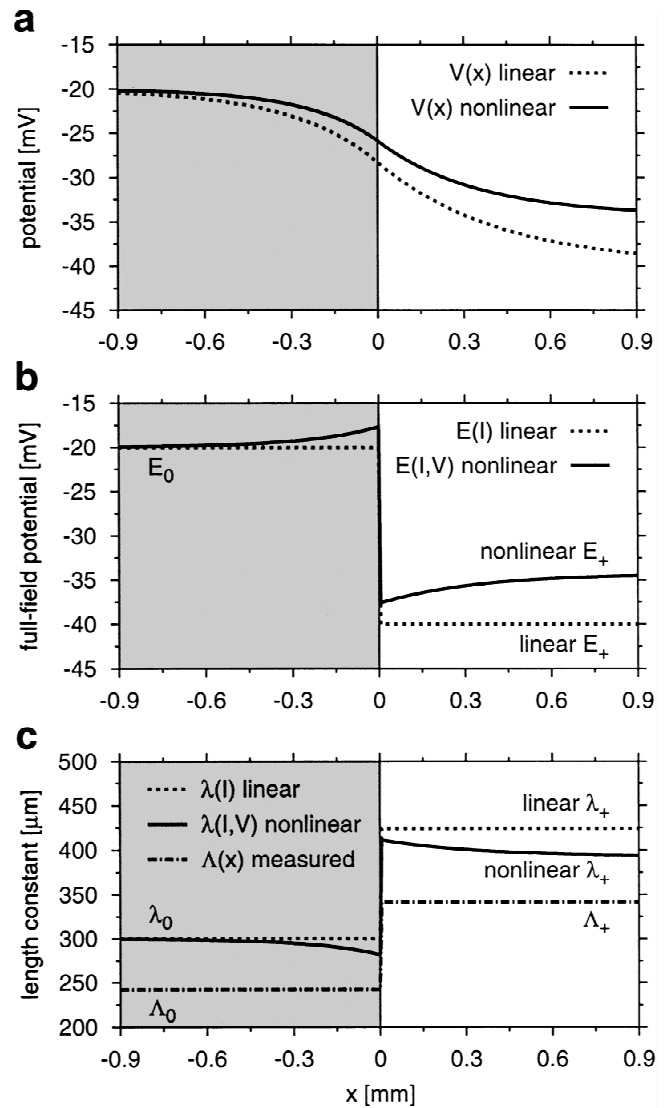 a
-15
-20
-25
-30
-35
-40
-45
potential [mV]
V(x) linear
V(x) nonlinear
-0.9 -0.6 -0.3 0 0.3 0.6 0.9
b
-15
-20
-25
-30
-35
-40
-45
full-field potential [mV]
E(I) linear
E(I,V) nonlinear
E₀
nonlinear E₊
linear E₊
-0.9 -0.6 -0.3 0 0.3 0.6 0.9
c
500
450
400
350
300
250
200
length constant [μm]
λ(I) linear
λ(I,V) nonlinear
Λ(x) measured
linear λ₊
nonlinear λ₊
λ₀
Λ₊
Λ₀
-0.9 -0.6 -0.3 0 0.3 0.6 0.9
x [mm]